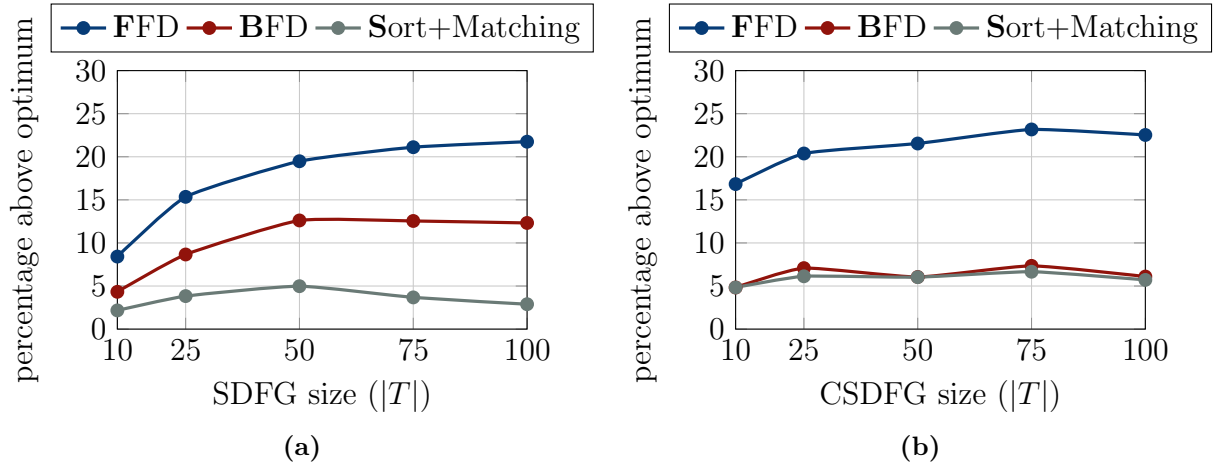 FFD BFD Sort+Matching
percentage above optimum
30
25
20
15
10
5
0
10 25 50 75 100
SDFG size (|T|)
(a)
FFD BFD Sort+Matching
percentage above optimum
30
25
20
15
10
5
0
10 25 50 75 100
CSDFG size (|T|)
(b)